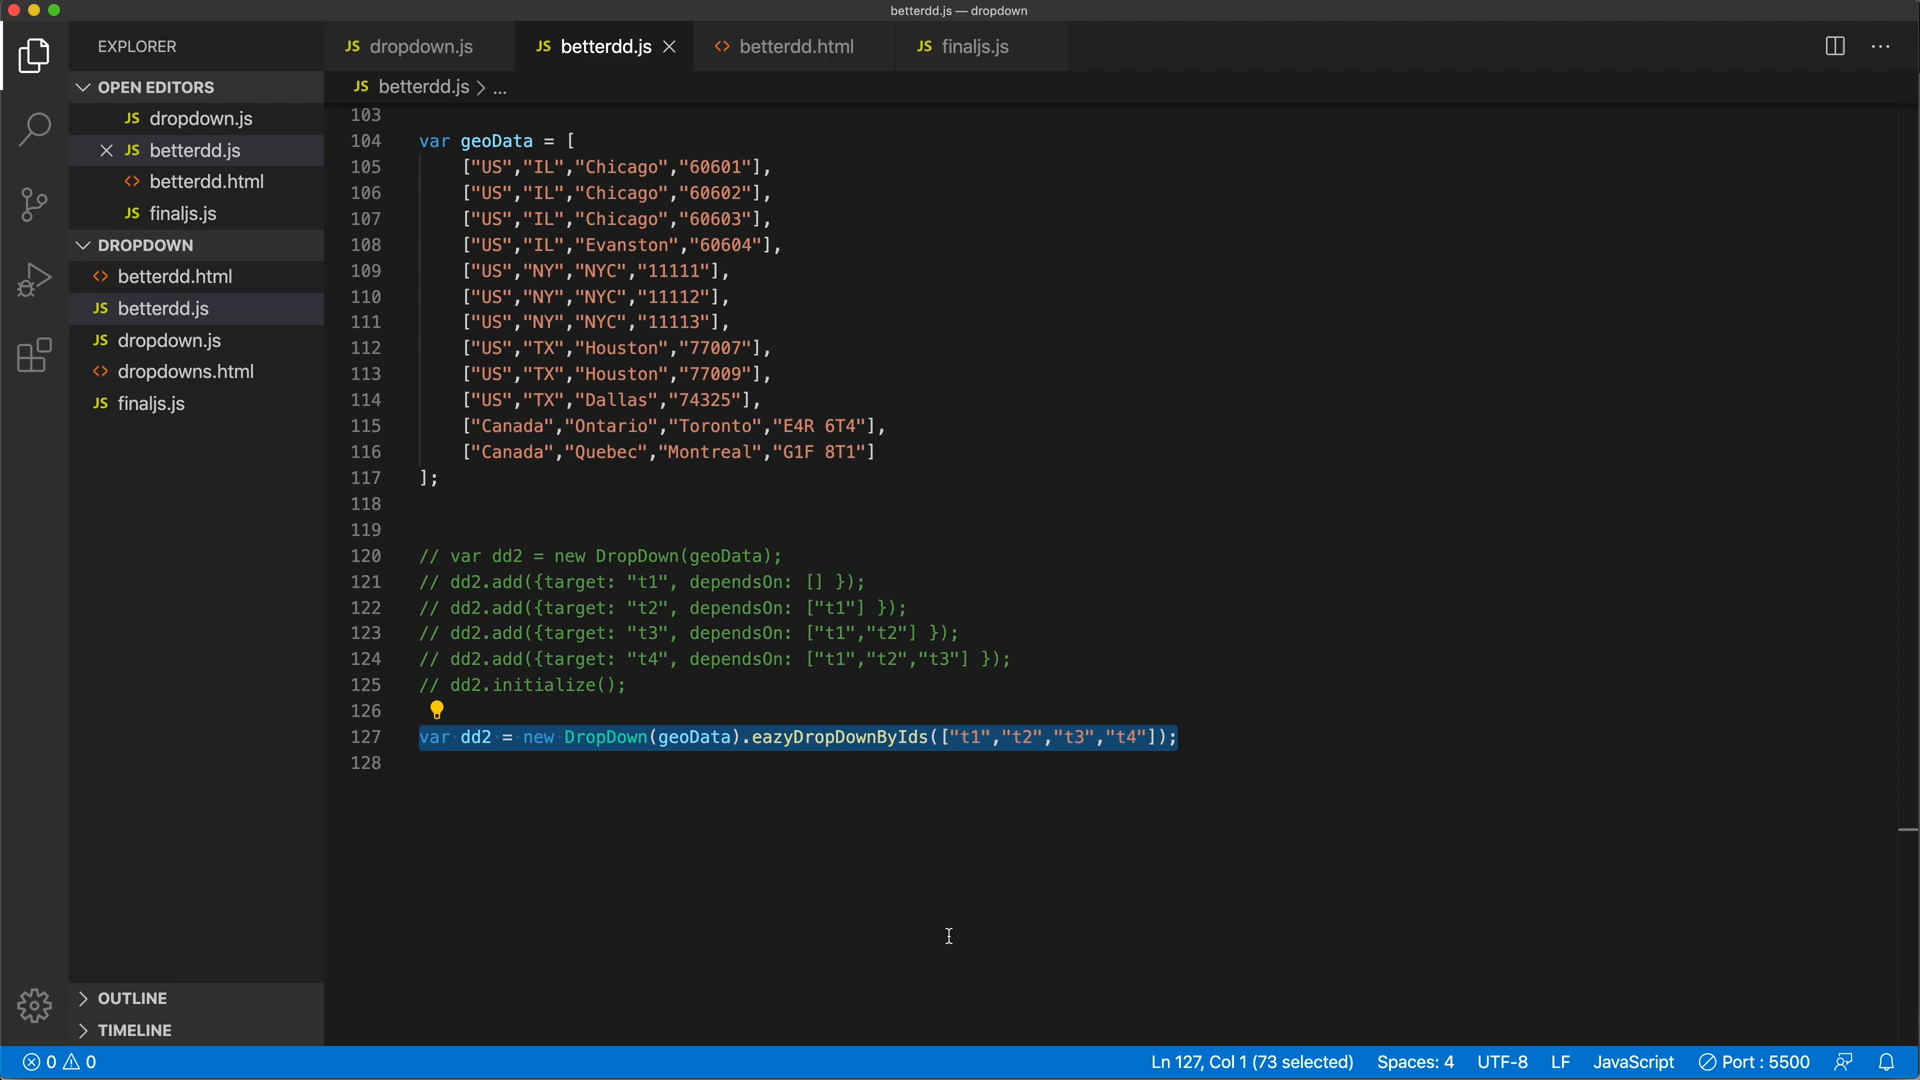 betterdd.js — dropdown
EXPLORER
JS dropdown.js
JS betterdd.js
<> betterdd.html
JS finaljs.js
OPEN EDITORS
JS betterdd.js > ...
JS dropdown.js
JS betterdd.js
<> betterdd.html
JS finaljs.js
DROPDOWN
<> betterdd.html
JS betterdd.js
JS dropdown.js
<> dropdowns.html
JS finaljs.js
OUTLINE
TIMELINE
103
104 var geoData = [
105 ["US","IL","Chicago","60601"],
106 ["US","IL","Chicago","60602"],
107 ["US","IL","Chicago","60603"],
108 ["US","IL","Evanston","60604"],
109 ["US","NY","NYC","11111"],
110 ["US","NY","NYC","11112"],
111 ["US","NY","NYC","11113"],
112 ["US","TX","Houston","77007"],
113 ["US","TX","Houston","77009"],
114 ["US","TX","Dallas","74325"],
115 ["Canada","Ontario","Toronto","E4R 6T4"],
116 ["Canada","Quebec","Montreal","G1F 8T1"]
117 ];
118
119
120 // var dd2 = new DropDown(geoData);
121 // dd2.add({target: "t1", dependsOn: [] });
122 // dd2.add({target: "t2", dependsOn: ["t1"] });
123 // dd2.add({target: "t3", dependsOn: ["t1","t2"] });
124 // dd2.add({target: "t4", dependsOn: ["t1","t2","t3"] });
125 // dd2.initialize();
126
127 var dd2 = new DropDown(geoData).eazyDropDownByIds(["t1","t2","t3","t4"]);
128
0 0
Ln 127, Col 1 (73 selected) Spaces: 4 UTF-8 LF JavaScript Port : 5500